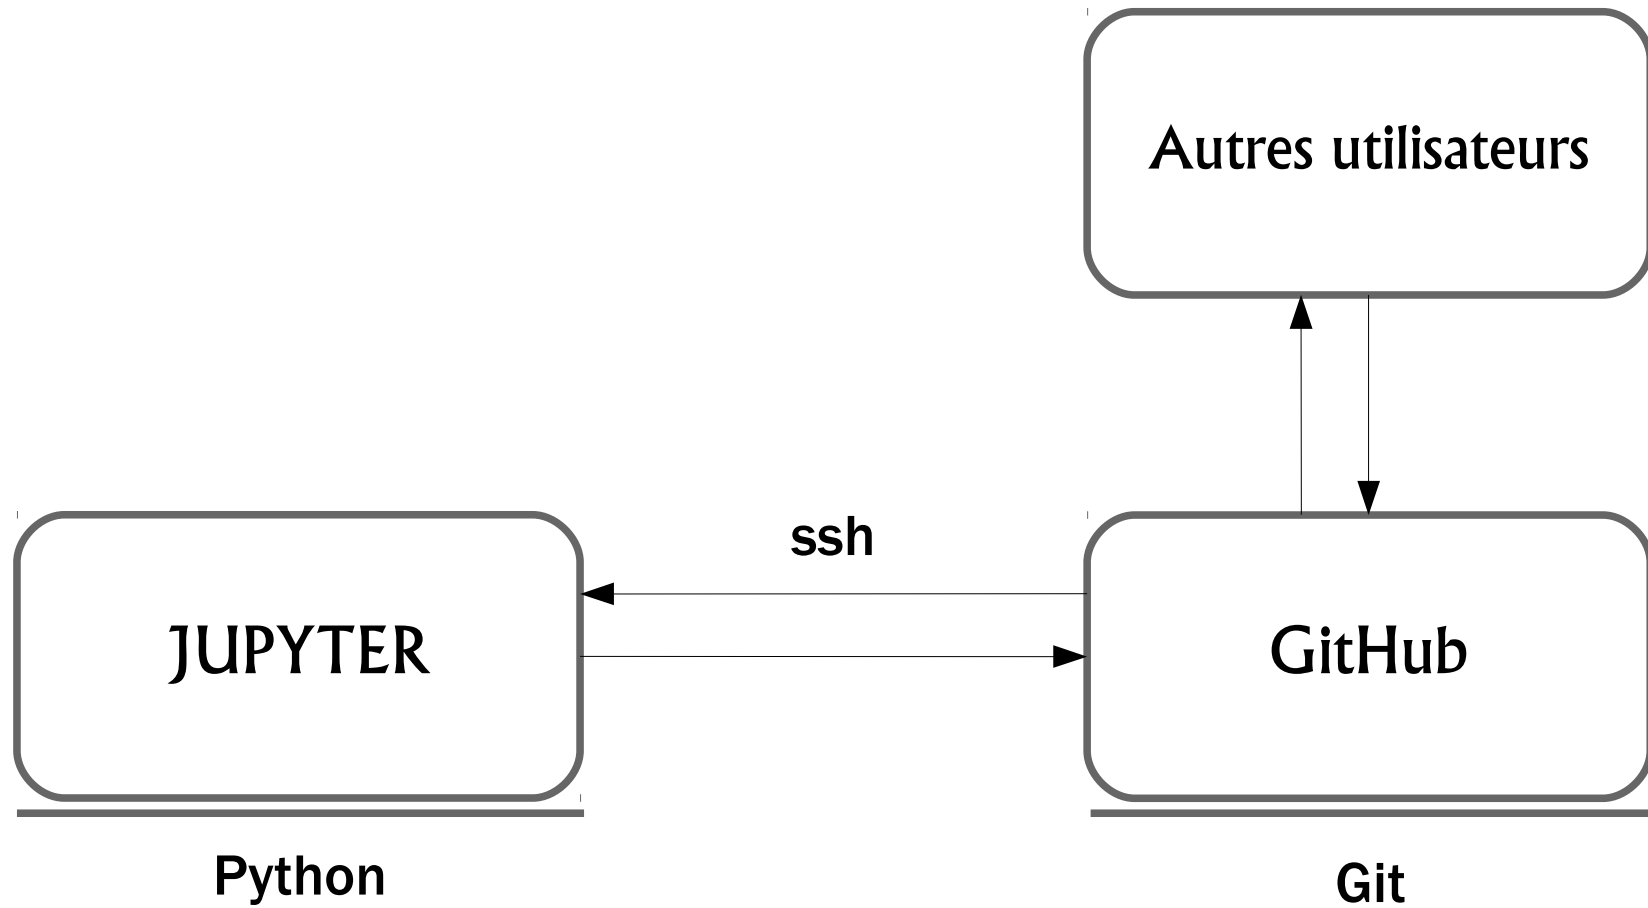 Autres utilisateurs
ssh
JUPYTER
GitHub
Python
Git